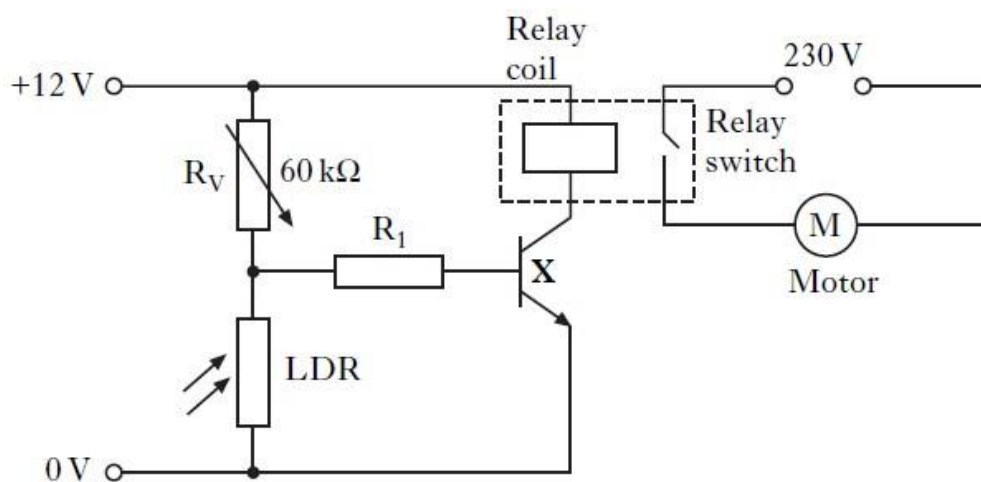 Relay
coil
230 V
+12 V
Relay
switch
R_V
60 kΩ
R_1
M
X
Motor
LDR
0 V